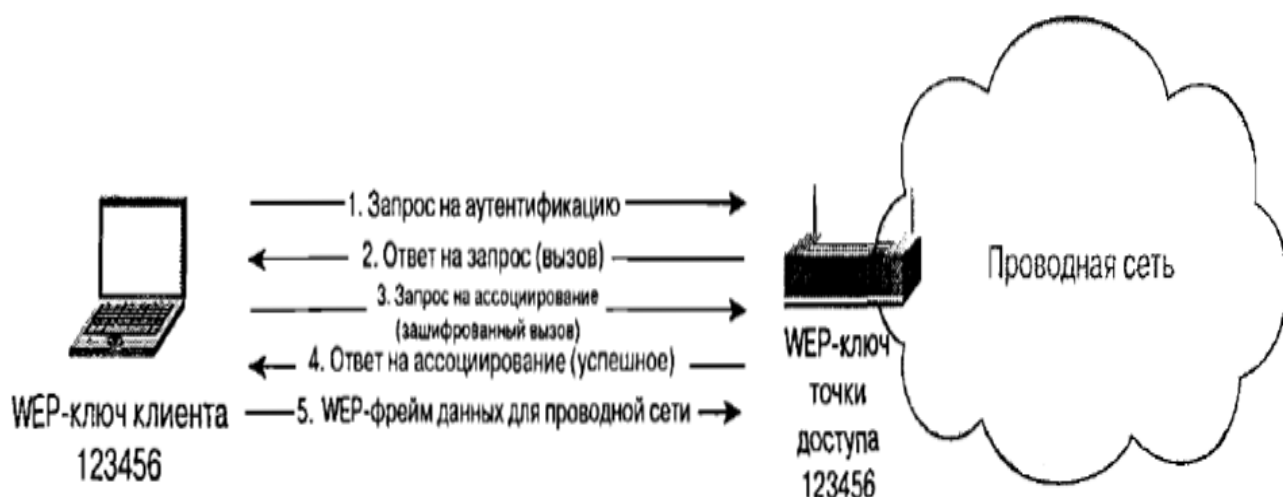 1. Запрос на аутентификацию
2. Ответ на запрос (вызов)
3. Запрос на ассоциирование
(зашифрованный вызов)
4. Ответ на ассоциирование (успешное)
5. WEP-фрейм данных для проводной сети
WEP-ключ клиента
123456
WEP-ключ
точки
доступа
123456
Проводная сеть